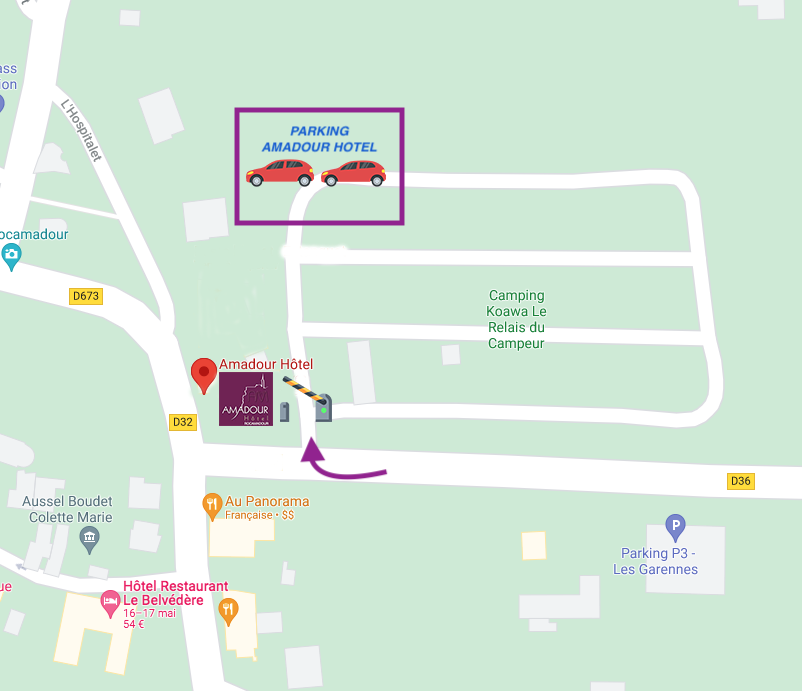 ass
ion
L'Hospitalet
PARKING
AMADOUR HOTEL
ocamadour
D673
Camping
Koawa Le
Relais du
Campeur
Amadour Hôtel
AMADOUR
Hôtel
ROCAMADOUR
D32
D36
Aussel Boudet
Colette Marie
Au Panorama
Française • $$
Parking P3 -
Les Garennes
P
ue
Hôtel Restaurant
Le Belvédère
16–17 mai
54 €